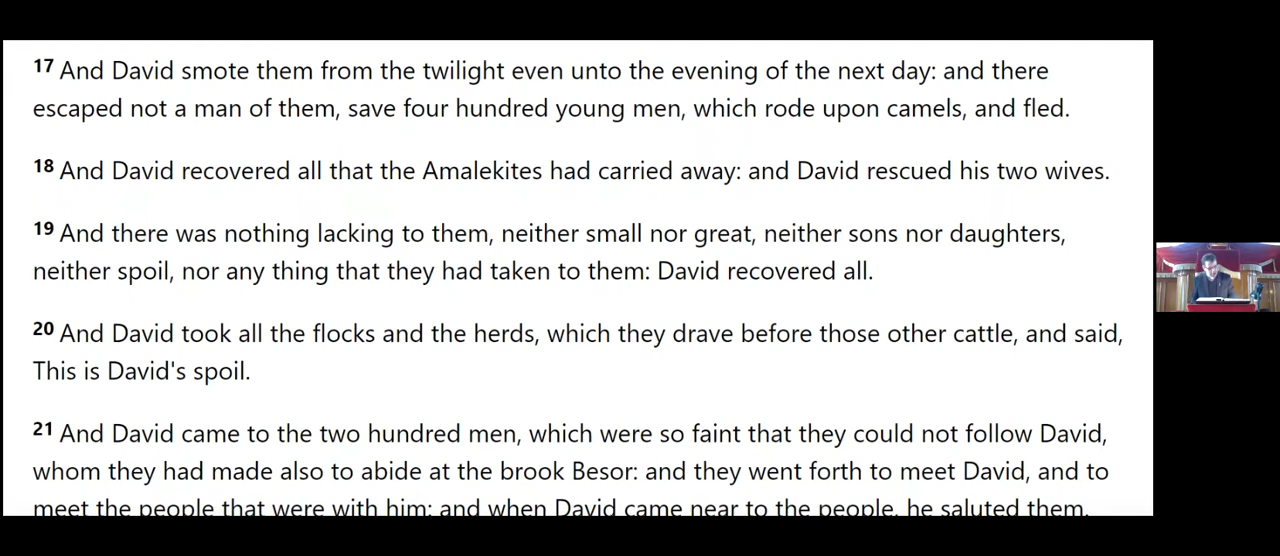 17 And David smote them from the twilight even unto the evening of the next day: and there
escaped not a man of them, save four hundred young men, which rode upon camels, and fled.
18 And David recovered all that the Amalekites had carried away: and David rescued his two wives.
19 And there was nothing lacking to them, neither small nor great, neither sons nor daughters,
neither spoil, nor any thing that they had taken to them: David recovered all.
20 And David took all the flocks and the herds, which they drave before those other cattle, and said,
This is David's spoil.
21 And David came to the two hundred men, which were so faint that they could not follow David,
whom they had made also to abide at the brook Besor: and they went forth to meet David, and to
meet the people that were with him: and when David came near to the people, he saluted them.